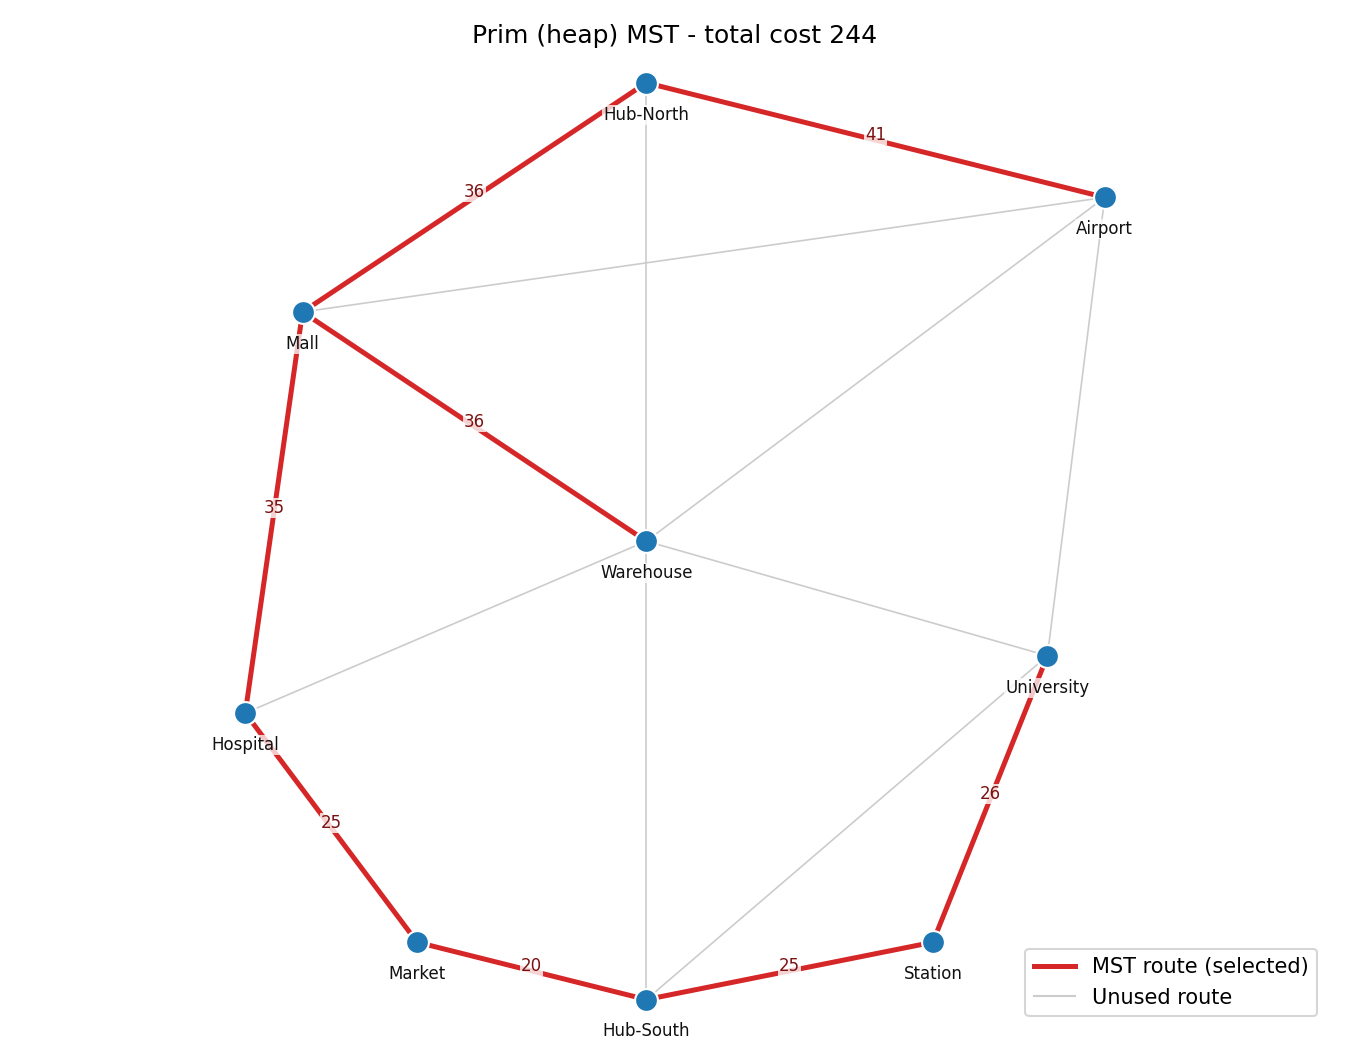 Prim (heap) MST - total cost 244
Hub-North
41
36
Airport
Mall
36
35
Warehouse
University
Hospital
26
25
20
25
Market
Station
Hub-South
MST route (selected)
Unused route